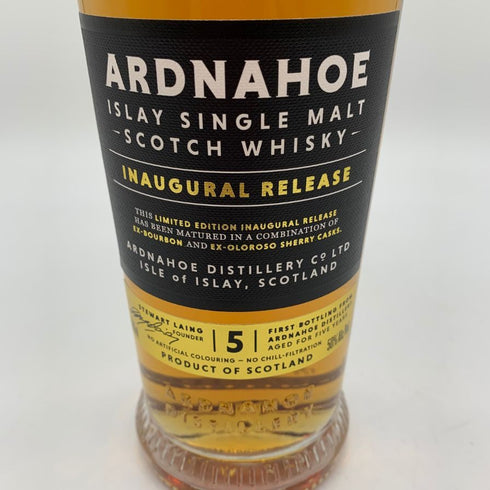 ARDNAHOE
ISLAY SINGLE MALT
-SCOTCH WHISKY-
INAUGURAL RELEASE
THIS LIMITED EDITION INAUGURAL RELEASE
HAS BEEN MATURED IN A COMBINATION OF
EX-BOURBON AND EX-OLOROSO SHERRY CASKS.
ARDNAHOE DISTILLERY Cº LTD
ISLE OF ISLAY, SCOTLAND
STEWART LAING
FOUNDER
5
FIRST BOTTLING FROM
ARDNAHOE
AGED FOR FIVE
50%
NO ARTIFICIAL COLOURING – NO CHILL-FILTRATION
PRODUCT OF SCOTLAND
ARDNAHOE
DISTILLERY